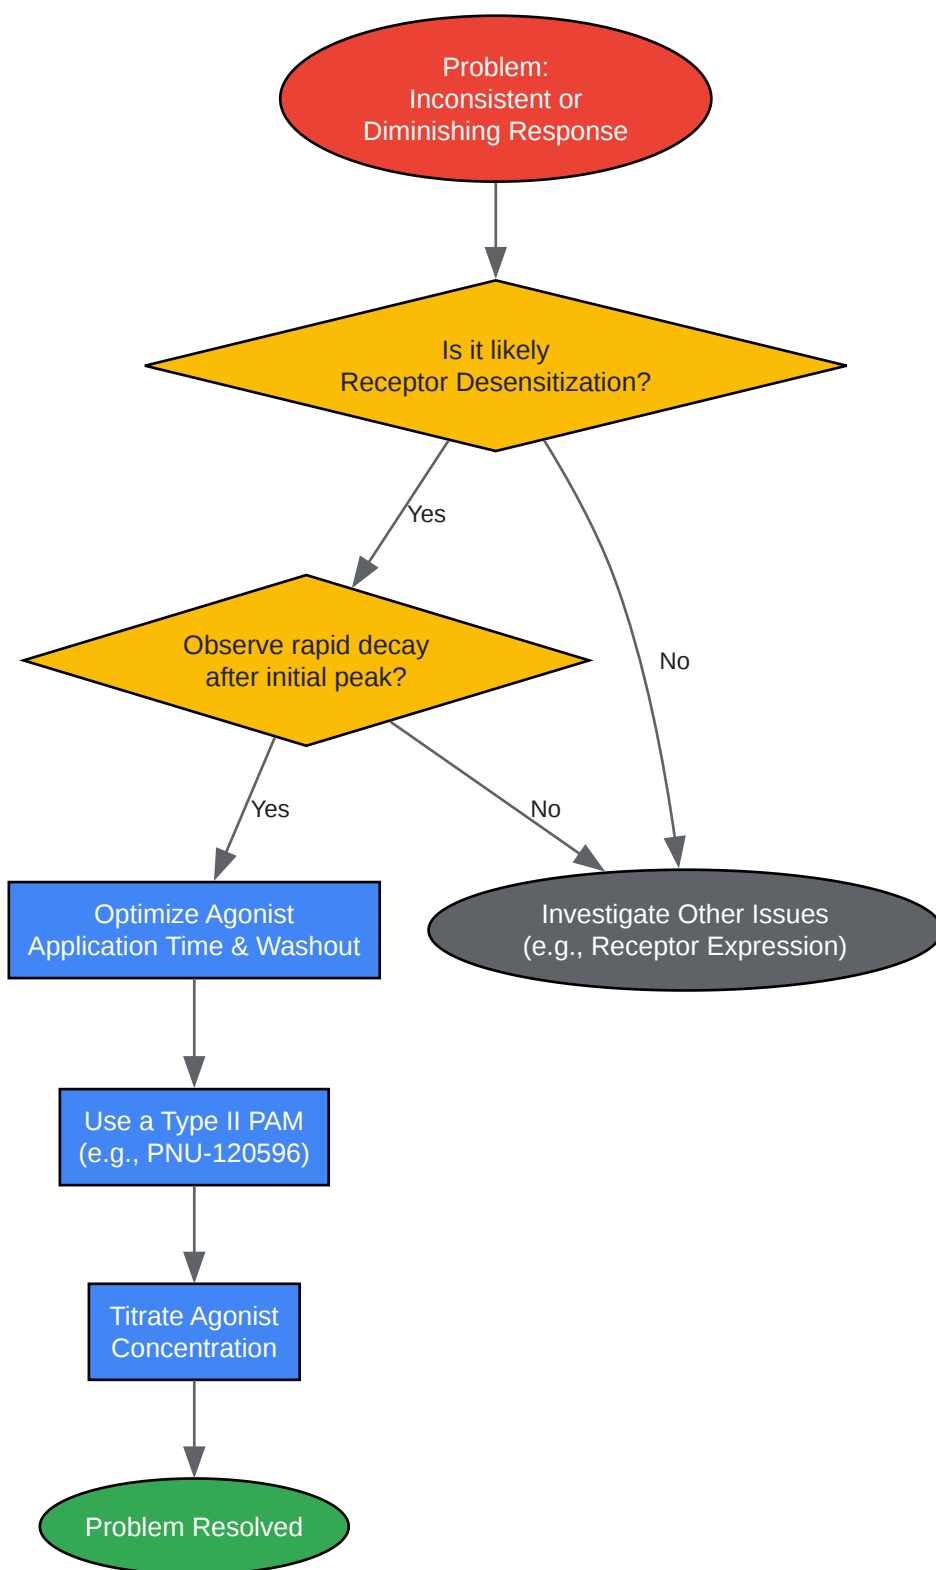 Problem:
Inconsistent or
Diminishing Response
Is it likely
Receptor Desensitization?
Yes
Observe rapid decay
after initial peak?
No
Yes
No
Optimize Agonist
Application Time & Washout
Investigate Other Issues
(e.g., Receptor Expression)
Use a Type II PAM
(e.g., PNU-120596)
Titrate Agonist
Concentration
Problem Resolved